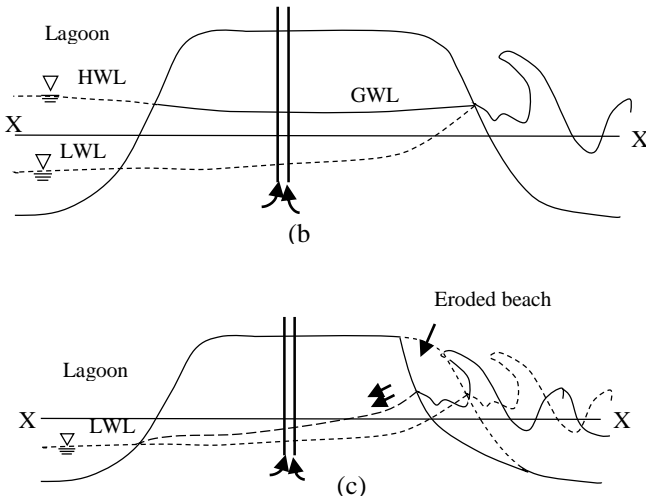 Lagoon
HWL
GWL
X X
LWL
(b
Eroded beach
Lagoon
X X
LWL
(c)